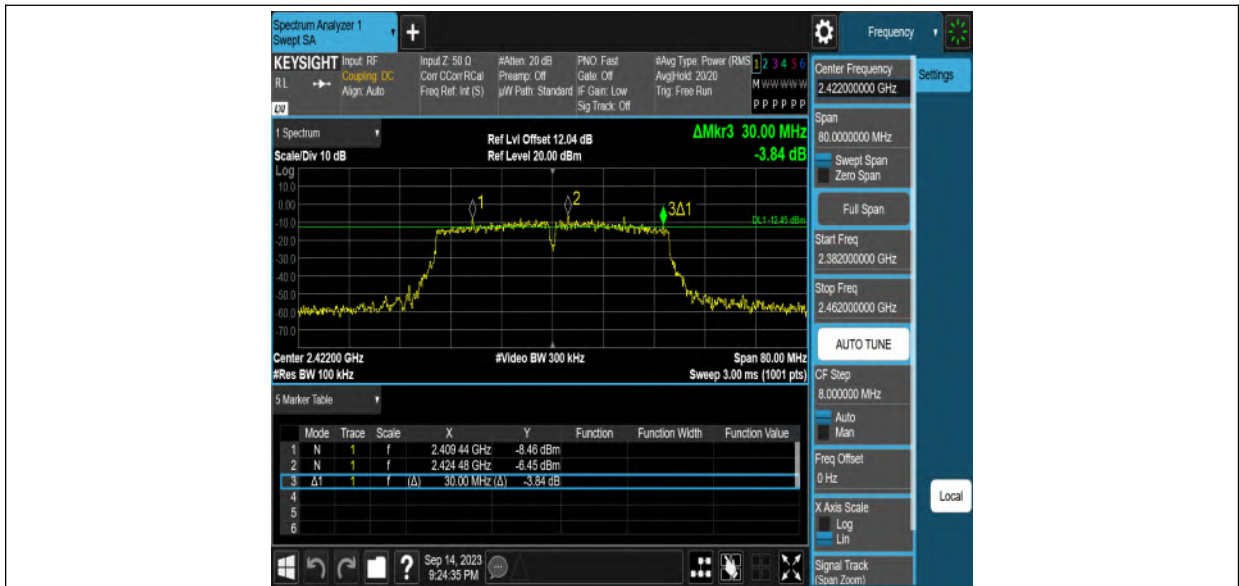 Spectrum Analyzer 1
Swept SA
Frequency
KEYSIGHT Input: RF Input Z: 50 Ω #Atten: 20 dB PNO: Fast #Avg Type: Power (RMS 1 2 3 4 5 6
RL Coupling: DC Corr CCorr RCal Preamp: Off Gate: Off Avg|Hold: 20/20 M W W W W W
Align: Auto Freq Ref: Int (S) µW Path: Standard IF Gain: Low Trig: Free Run
LXI Sig Track: Off P P P P P P
1 Spectrum
Scale/Div 10 dB
Ref Lvl Offset 12.04 dB
Ref Level 20.00 dBm
ΔMkr3 30.00 MHz
-3.84 dB
Log
10.0
0.00
-10.0
-20.0
-30.0
-40.0
-50.0
-60.0
-70.0
1
2
3Δ1
DL1 -12.45 dBm
Center 2.42200 GHz #Video BW 300 kHz Span 80.00 MHz
#Res BW 100 kHz Sweep 3.00 ms (1001 pts)
5 Marker Table
Mode Trace Scale X Y Function Function Width Function Value
1 N 1 f 2.409 44 GHz -8.46 dBm
2 N 1 f 2.424 48 GHz -6.45 dBm
3 Δ1 1 f (Δ) 30.00 MHz (Δ) -3.84 dB
4
5
6
Sep 14, 2023
9:24:35 PM
Center Frequency
2.422000000 GHz
Settings
Span
80.0000000 MHz
Swept Span
Zero Span
Full Span
Start Freq
2.382000000 GHz
Stop Freq
2.462000000 GHz
AUTO TUNE
CF Step
8.000000 MHz
Auto
Man
Freq Offset
0 Hz
Local
X Axis Scale
Log
Lin
Signal Track
(Span Zoom)